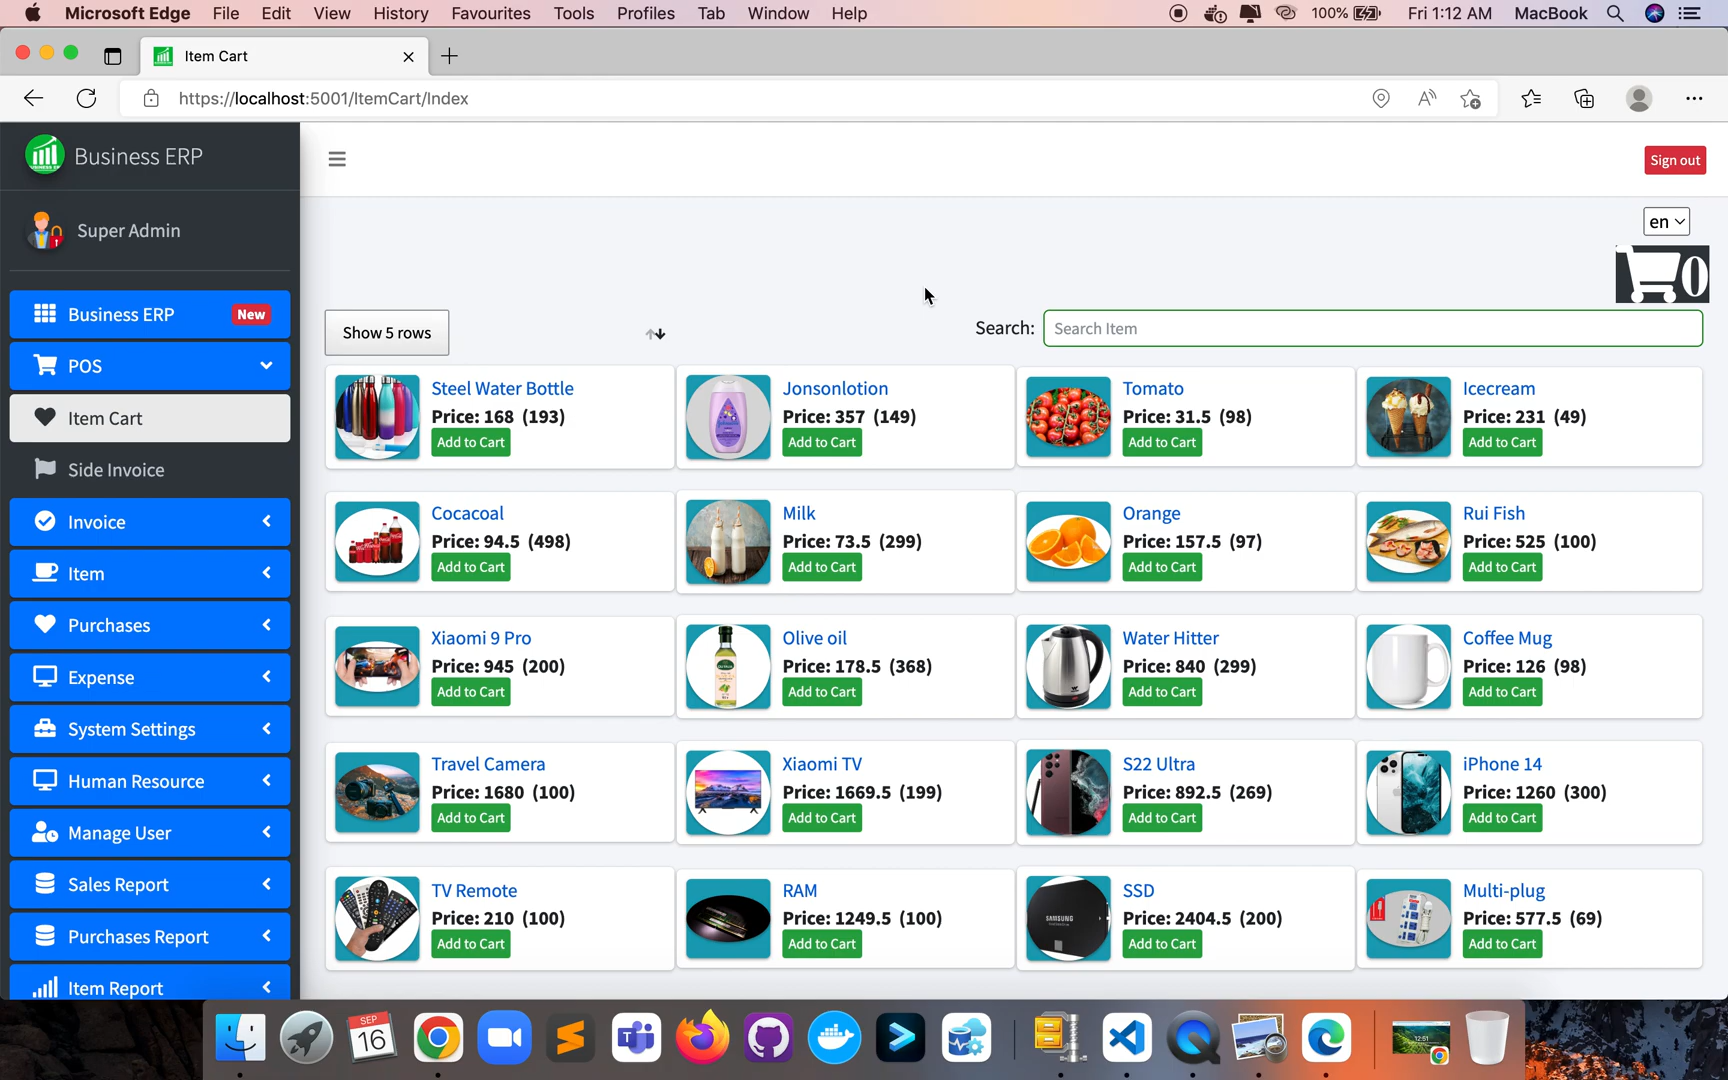 Microsoft Edge File Edit View History Favourites Tools Profiles Tab Window Help 100% Fri 1:12 AM MacBook
Item Cart
https://localhost:5001/ItemCart/Index
Business ERP
Sign out
Super Admin
en
0
Business ERP New
POS
Item Cart
Side Invoice
Invoice
Item
Purchases
Expense
System Settings
Human Resource
Manage User
Sales Report
Purchases Report
Item Report
Show 5 rows
Search: Search Item
Steel Water Bottle
Price: 168 (193)
Add to Cart
Jonsonlotion
Price: 357 (149)
Add to Cart
Tomato
Price: 31.5 (98)
Add to Cart
Icecream
Price: 231 (49)
Add to Cart
Cocacoal
Price: 94.5 (498)
Add to Cart
Milk
Price: 73.5 (299)
Add to Cart
Orange
Price: 157.5 (97)
Add to Cart
Rui Fish
Price: 525 (100)
Add to Cart
Xiaomi 9 Pro
Price: 945 (200)
Add to Cart
Olive oil
Price: 178.5 (368)
Add to Cart
Water Hitter
Price: 840 (299)
Add to Cart
Coffee Mug
Price: 126 (98)
Add to Cart
Travel Camera
Price: 1680 (100)
Add to Cart
Xiaomi TV
Price: 1669.5 (199)
Add to Cart
S22 Ultra
Price: 892.5 (269)
Add to Cart
iPhone 14
Price: 1260 (300)
Add to Cart
TV Remote
Price: 210 (100)
Add to Cart
RAM
Price: 1249.5 (100)
Add to Cart
SAMSUNG
SSD
Price: 2404.5 (200)
Add to Cart
Multi-plug
Price: 577.5 (69)
Add to Cart
SEP
16
12:51